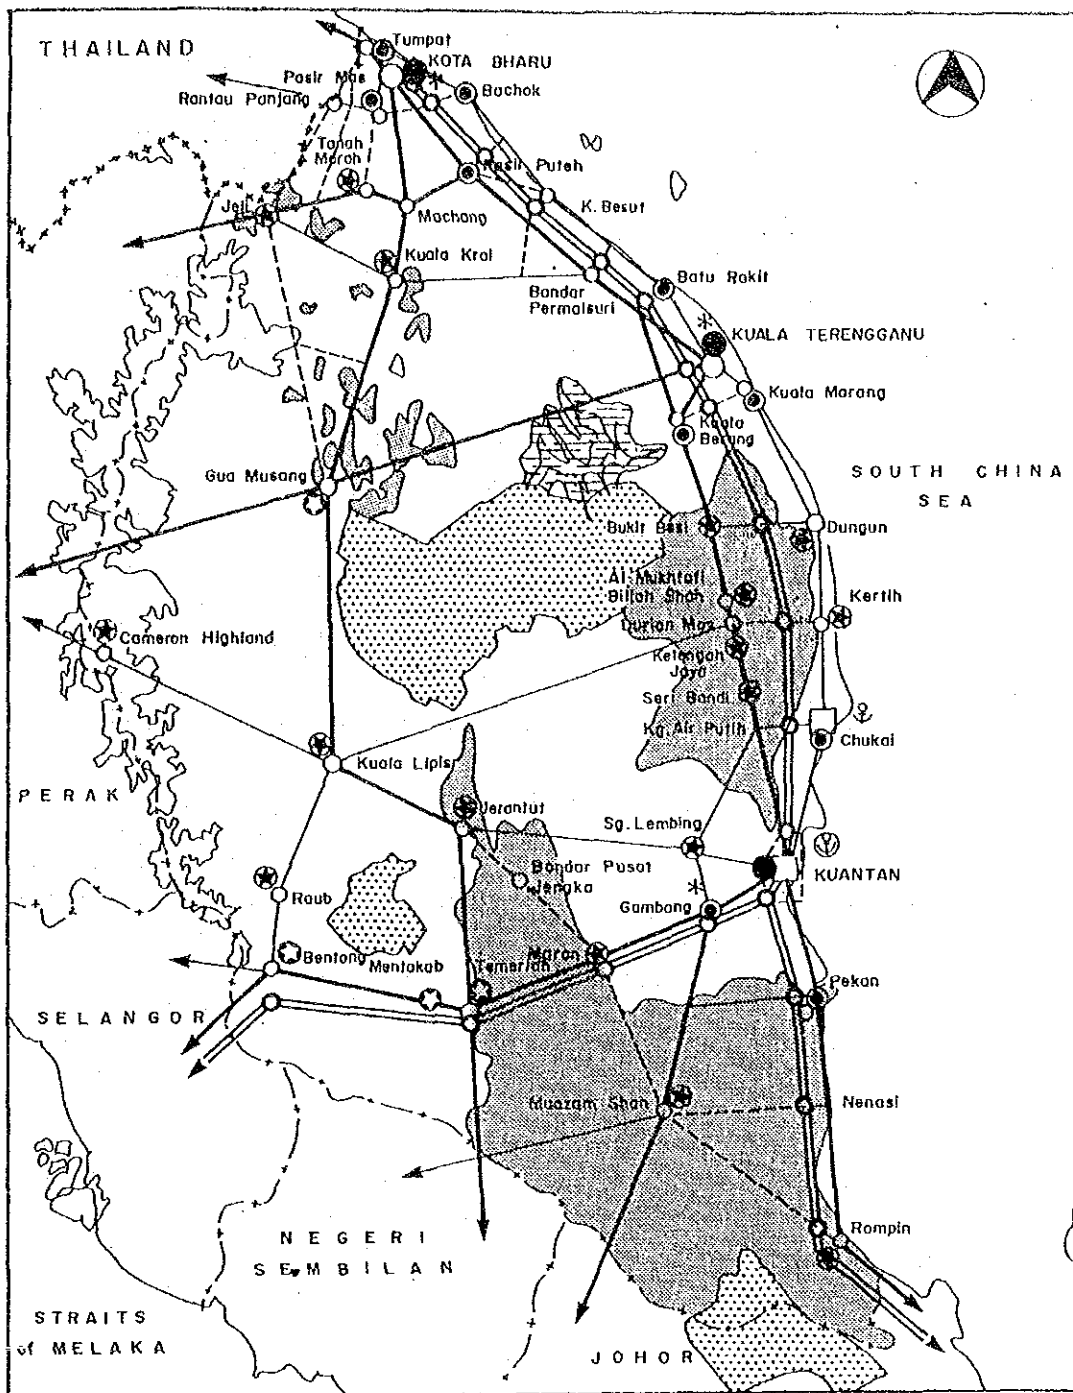 THAILAND
Tumpat
KOTA BHARU
Pasir Mas
Rantau Panjang
Bachok
Tanah
Merah
Pasir Puteh
Jeli
Machang
K. Besut
Kuala Krai
Batu Rakit
Bandar
Permaisuri
KUALA TERENGGANU
Kuala Marang
Kuala
Berang
Gua Musang
SOUTH CHINA
SEA
Bukit Besi
Dungun
Al. Mukhtafi
Billah Shah
Kertih
Durian Mas
Cameron Highland
Ketengah
Jaya
Seri Bandi
Kg. Air Putih
Chukai
Kuala Lipis
PERAK
Jerantut
Sg. Lembing
Bandar Pusat
Jengka
KUANTAN
Raub
Gambang
Bentong
Mentakab
Temerloh
Maran
Pekan
SELANGOR
Muazam Shah
Nenasi
Rompin
NEGERI
SEMBILAN
STRAITS
of MELAKA
JOHOR